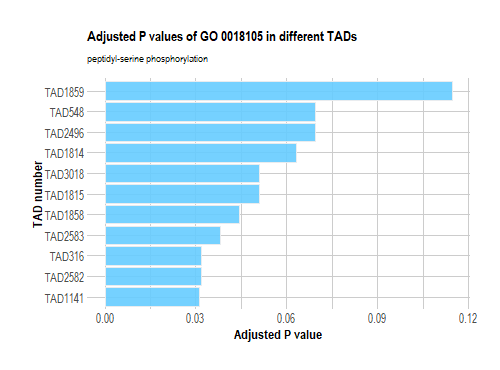 Adjusted P values of GO 0018105 in different TADs
peptidyl-serine phosphorylation
TAD1859
TAD548
TAD2496
TAD1814
TAD3018
TAD1815
TAD1858
TAD2583
TAD316
TAD2582
TAD1141
TAD number
0.00 0.03 0.06 0.09 0.12
Adjusted P value